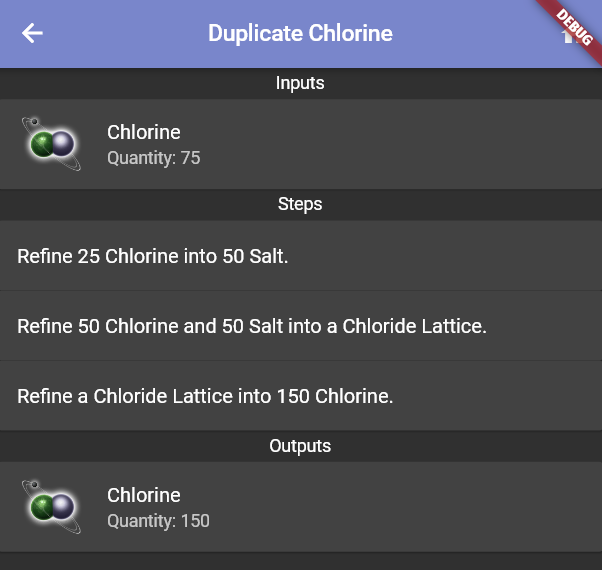 Duplicate Chlorine
DEBUG
Inputs
Chlorine
Quantity: 75
Steps
Refine 25 Chlorine into 50 Salt.
Refine 50 Chlorine and 50 Salt into a Chloride Lattice.
Refine a Chloride Lattice into 150 Chlorine.
Outputs
Chlorine
Quantity: 150